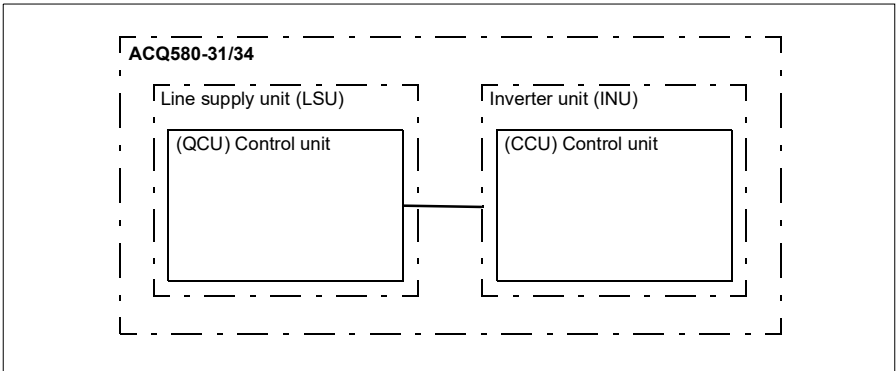 ACQ580-31/34
Line supply unit (LSU)
Inverter unit (INU)
(QCU) Control unit
(CCU) Control unit